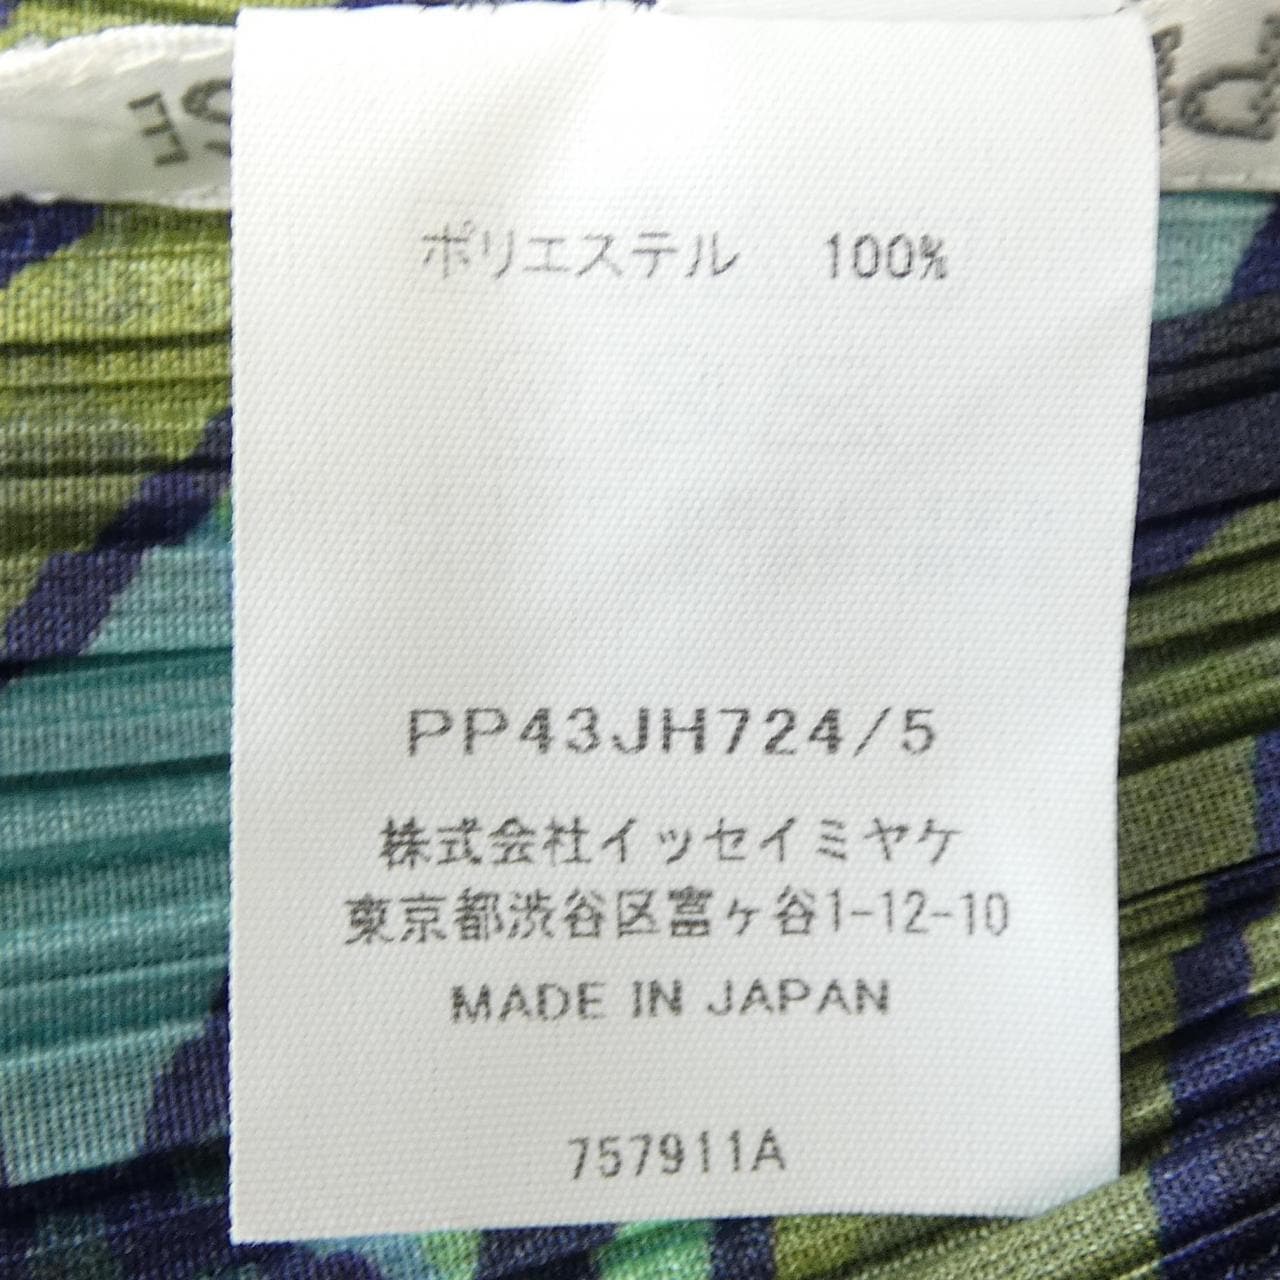 ポリエステル 100%
PP43JH724/5
株式会社イッセイミヤケ
東京都渋谷区富ヶ谷1-12-10
MADE IN JAPAN
757911A